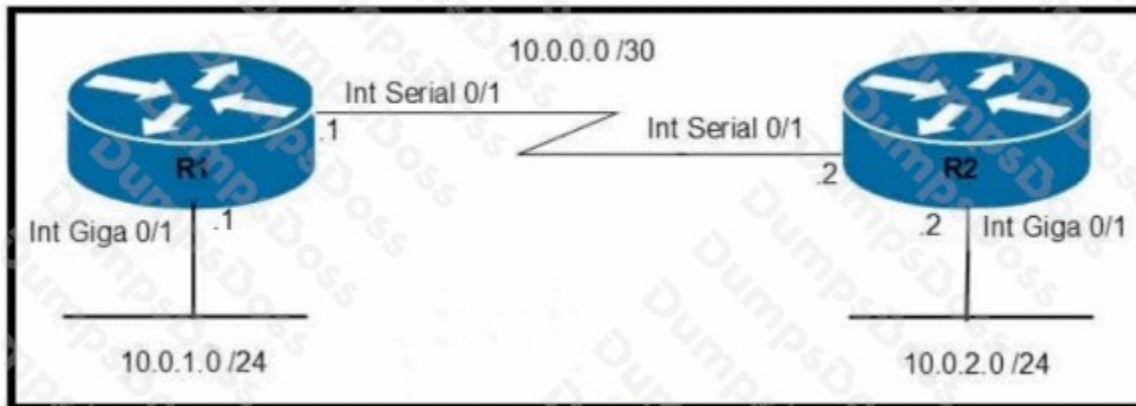 10.0.0.0 /30
Int Serial 0/1
.1
Int Serial 0/1
.2
R1
R2
Int Giga 0/1
.1
.2
Int Giga 0/1
10.0.1.0 /24
10.0.2.0 /24
DumpsDoss